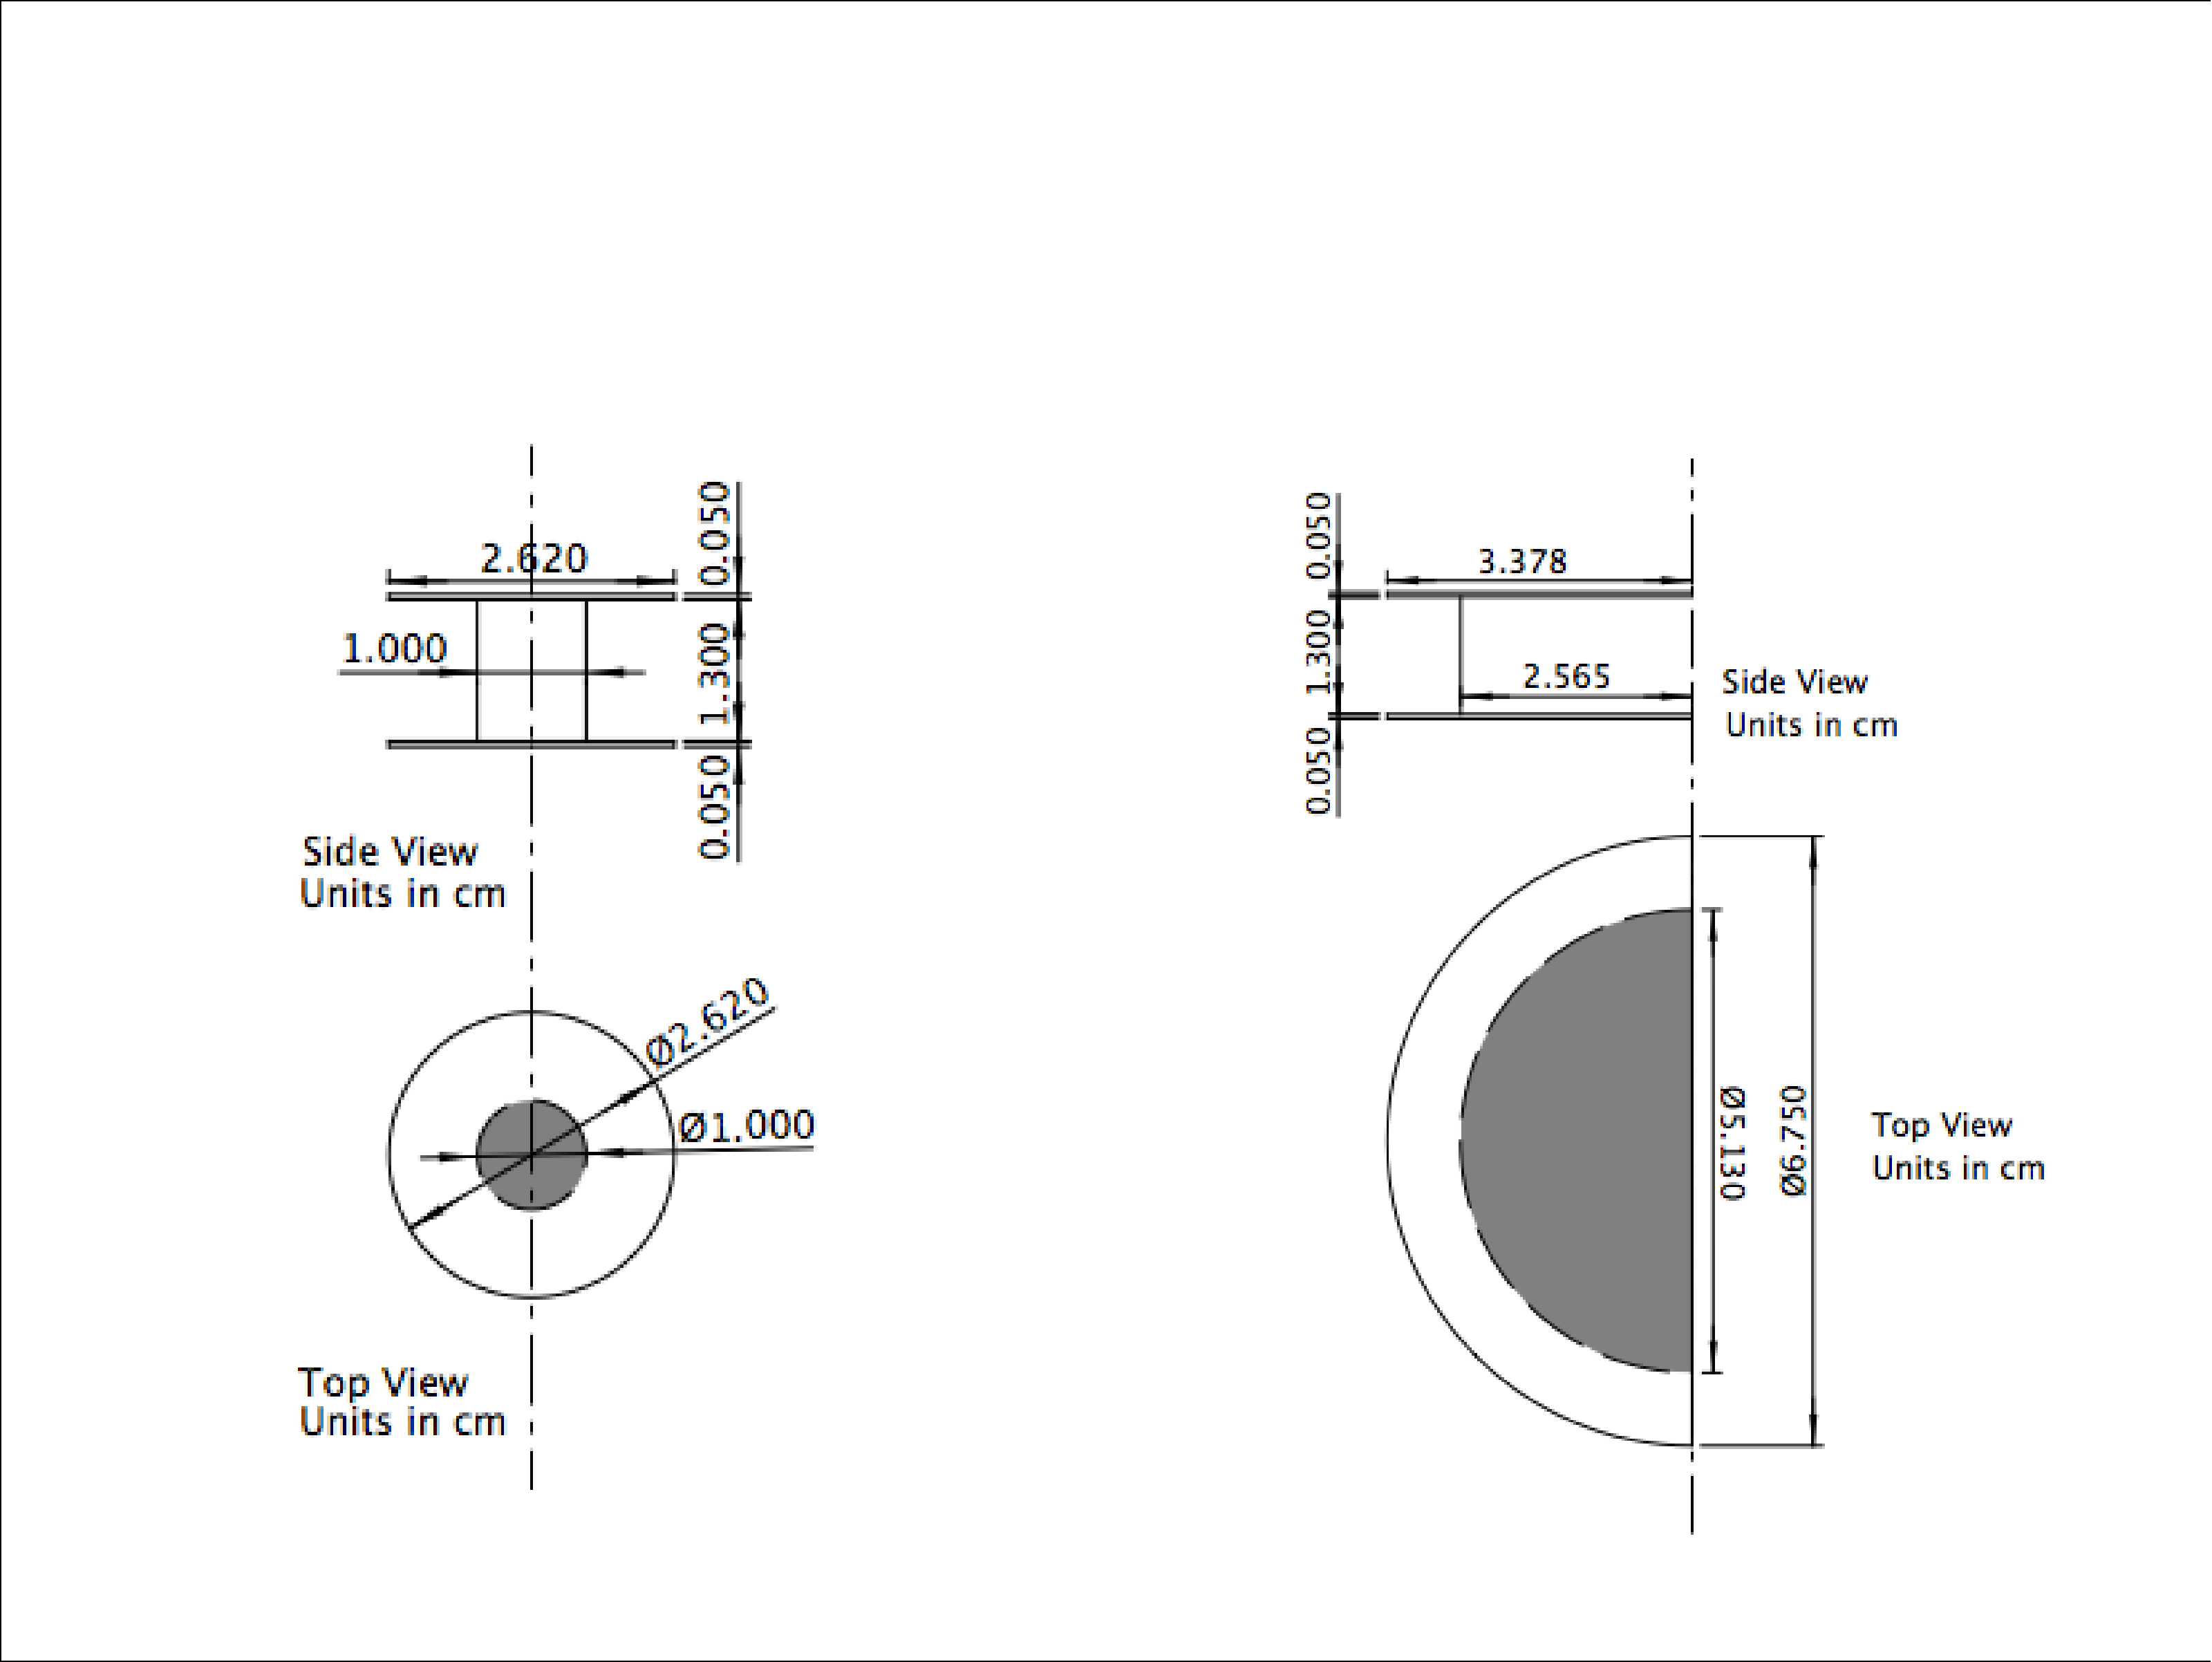 2.620
0.050
1.000
1.300
0.050
Side View
Units in cm
Ø2.620
Ø1.000
Top View
Units in cm
0.050
3.378
1.300
2.565
0.050
Side View
Units in cm
Ø5.130
Ø6.750
Top View
Units in cm